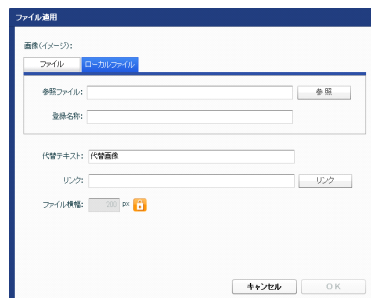 ファイル適用
画像(イメージ):
ファイル ローカルファイル
参照ファイル: 参照
登録名称:
代替テキスト: 代替画像
リンク: リンク
ファイル横幅: px
キャンセル OK